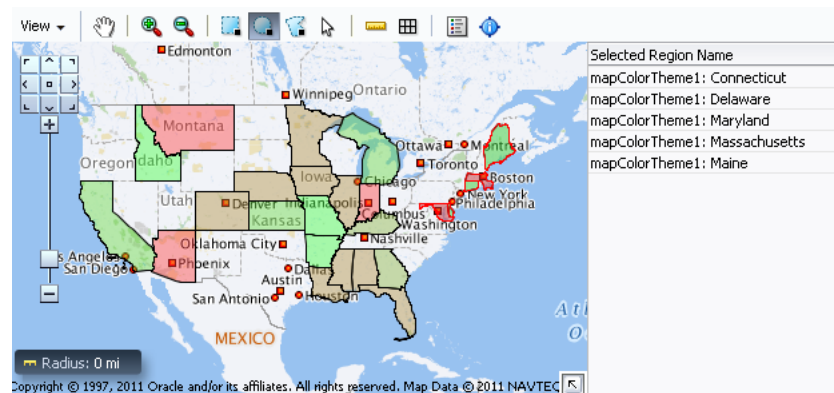 View
Edmonton
Winnipeg
Ontario
Montana
Ottawa
Montreal
Oregon
Idaho
Toronto
Boston
Iowa
Chicago
New York
Utah
Denver
Indianapolis
Philadelphia
Kansas
Columbus
Washington
Oklahoma City
Nashville
s Angeles
San Diego
Phoenix
Dallas
Austin
San Antonio
Houston
Atl
O
MEXICO
Radius: 0 mi
Copyright © 1997, 2011 Oracle and/or its affiliates. All rights reserved. Map Data © 2011 NAVTEQ
Selected Region Name
mapColorTheme1: Connecticut
mapColorTheme1: Delaware
mapColorTheme1: Maryland
mapColorTheme1: Massachusetts
mapColorTheme1: Maine